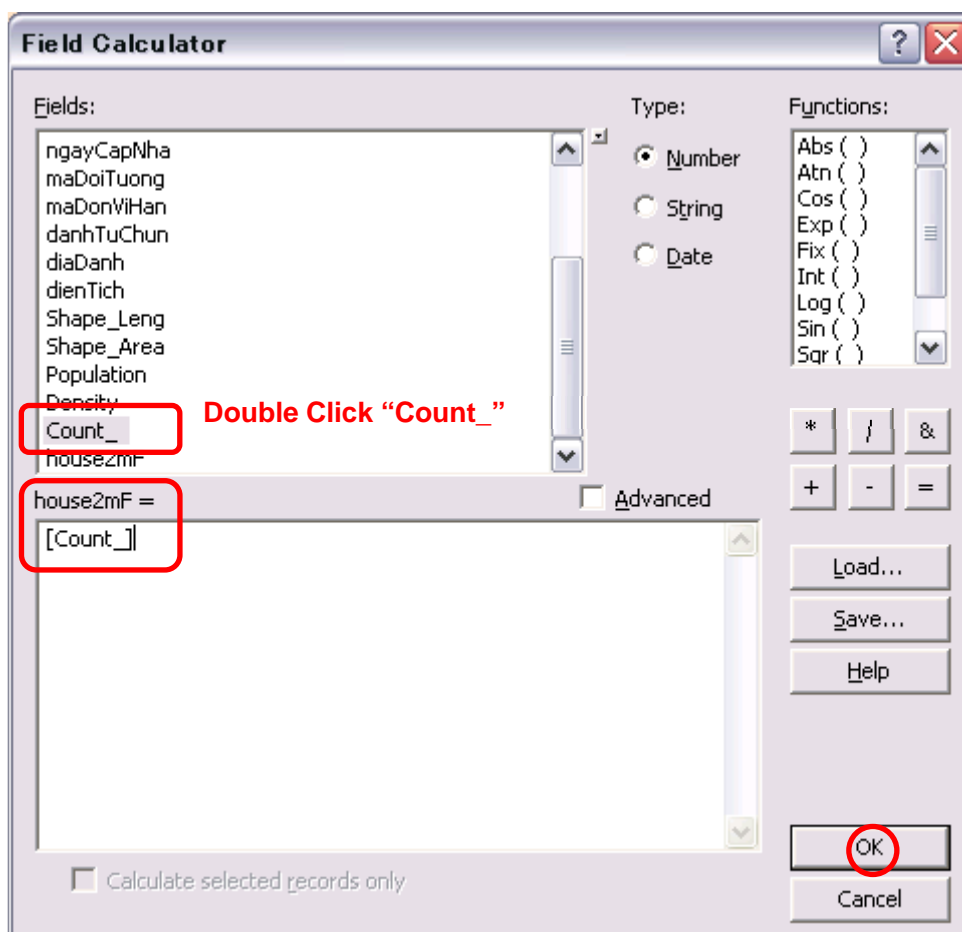 Field Calculator
Fields:
ngayCapNha
maDoiTuong
maDonViHan
danhTuChun
diaDanh
dienTich
Shape_Leng
Shape_Area
Population
Density
Count_
house2mF
Double Click “Count_”
Type:
Number
String
Date
Functions:
Abs ( )
Atn ( )
Cos ( )
Exp ( )
Fix ( )
Int ( )
Log ( )
Sin ( )
Sqr ( )
* / &
+ - =
house2mF =
Advanced
[Count_]
Load...
Save...
Help
Calculate selected records only
OK
Cancel